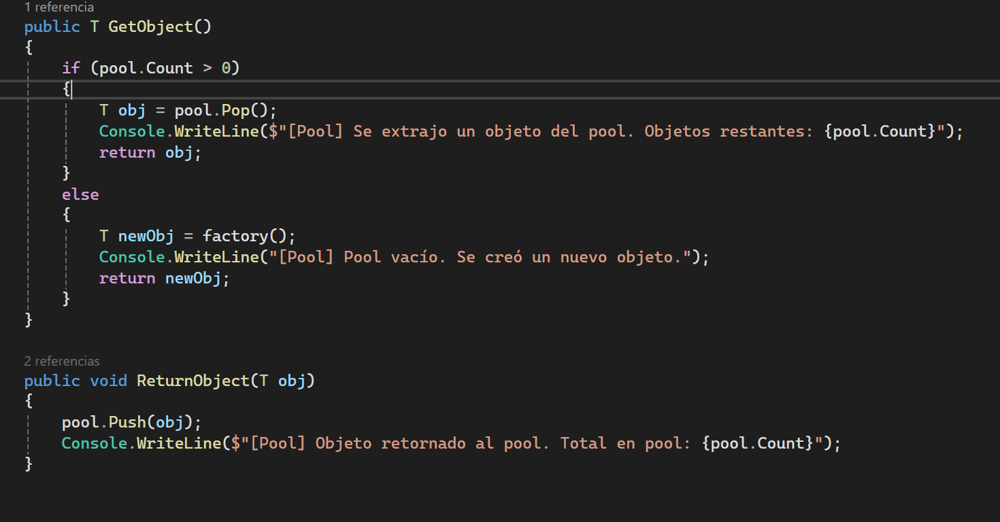 1 referencia
public T GetObject()
{
if (pool.Count > 0)
{
T obj = pool.Pop();
Console.WriteLine($"[Pool] Se extrajo un objeto del pool. Objetos restantes: {pool.Count}");
return obj;
}
else
{
T newObj = factory();
Console.WriteLine("[Pool] Pool vacío. Se creó un nuevo objeto.");
return newObj;
}
}
2 referencias
public void ReturnObject(T obj)
{
pool.Push(obj);
Console.WriteLine($"[Pool] Objeto retornado al pool. Total en pool: {pool.Count}");
}